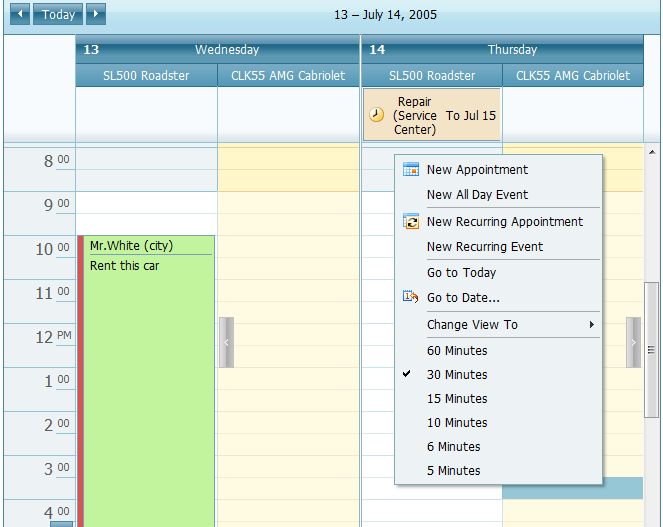 Today
13 – July 14, 2005
13 Wednesday
14 Thursday
SL500 Roadster
CLK55 AMG Cabriolet
SL500 Roadster
CLK55 AMG Cabriolet
Repair
(Service
Center)
To Jul 15
8 00
9 00
10 00
11 00
12 PM
1 00
2 00
3 00
4 00
Mr.White (city)
Rent this car
New Appointment
New All Day Event
New Recurring Appointment
New Recurring Event
Go to Today
Go to Date...
Change View To
60 Minutes
30 Minutes
15 Minutes
10 Minutes
6 Minutes
5 Minutes